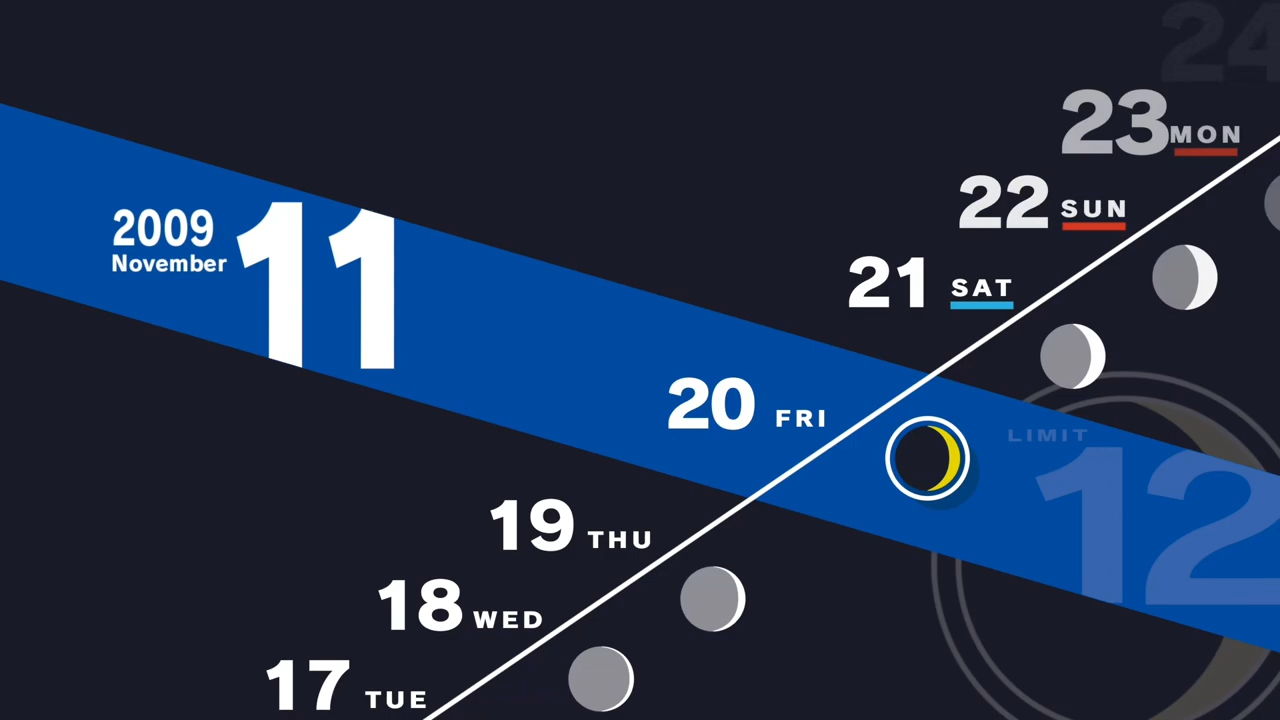 24
23 MON
22 SUN
21 SAT
2009
November
11
20 FRI
LIMIT
12
19 THU
18 WED
17 TUE